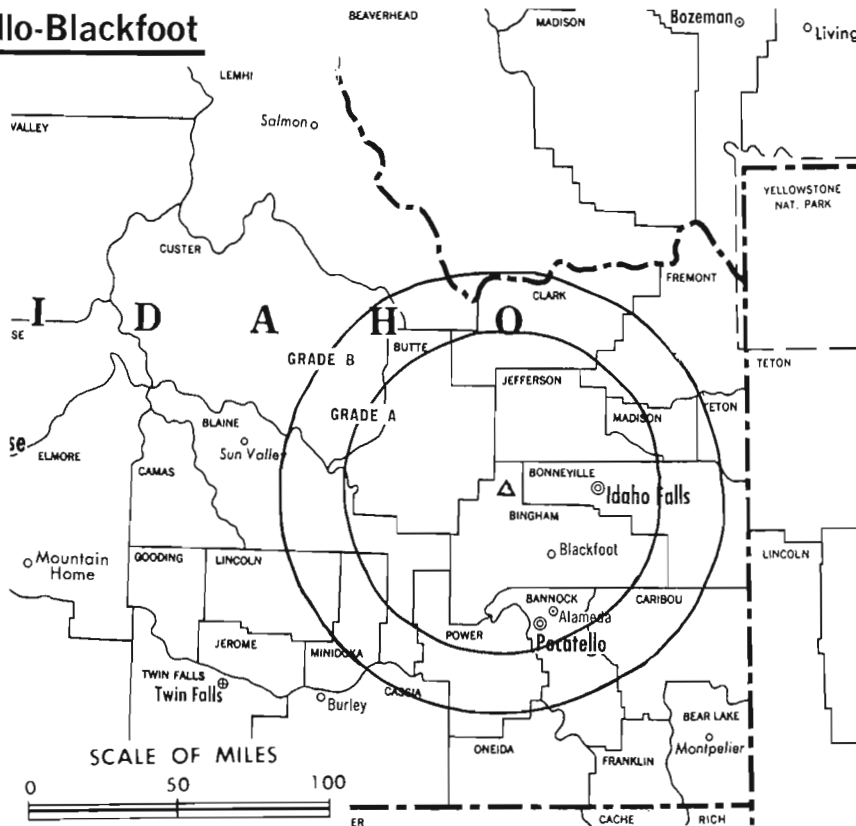 llo-Blackfoot
BEAVERHEAD
MADISON
Bozeman
Living
LEMHI
VALLEY
Salmon
YELLOWSTONE
NAT. PARK
CUSTER
FREMONT
CLARK
I D A H O
SE
BUTTE
GRADE B
TETON
JEFFERSON
GRADE A
MADISON
TETON
BLAINE
se
ELMORE
Sun Valley
CAMAS
BONNEVILLE
Idaho Falls
BINGHAM
Blackfoot
Mountain
Home
GOODING
LINCOLN
LINCOLN
BANNOCK
CARIBOU
Alameda
POWER
Pocatello
JEROME
MINIDOKA
TWIN FALLS
Twin Falls
CASSIA
Burley
BEAR LAKE
Montpelier
ONEIDA
FRANKLIN
SCALE OF MILES
0 50 100
ER
CACHE
RICH